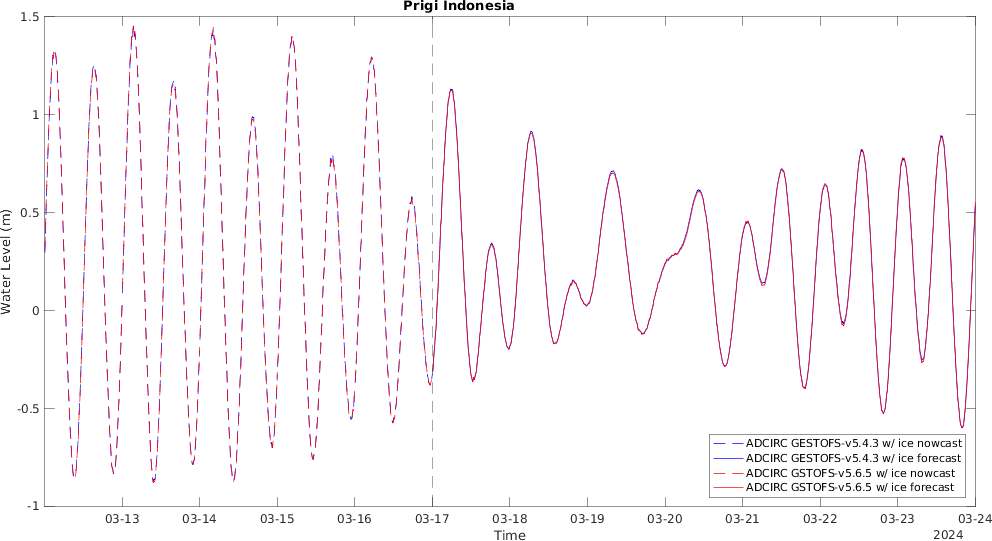 Prigi Indonesia
1.5
1
0.5
0
-0.5
-1
Water Level (m)
03-13
03-14
03-15
03-16
03-17
03-18
03-19
03-20
03-21
03-22
03-23
03-24
Time
2024
ADCIRC GESTOFS-v5.4.3 w/ ice nowcast
ADCIRC GESTOFS-v5.4.3 w/ ice forecast
ADCIRC GSTOFS-v5.6.5 w/ ice nowcast
ADCIRC GSTOFS-v5.6.5 w/ ice forecast